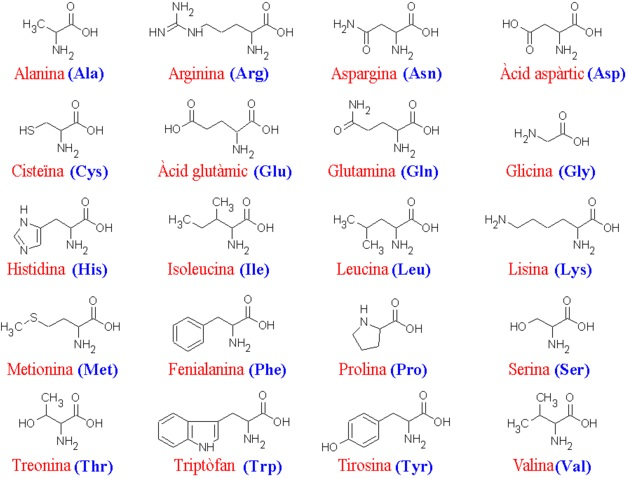 Alanina (Ala)
Arginina (Arg)
Aspargina (Asn)
Àcid aspàrtic (Asp)
Cisteïna (Cys)
Àcid glutàmic (Glu)
Glutamina (Gln)
Glicina (Gly)
Histidina (His)
Isoleucina (Ile)
Leucina (Leu)
Lisina (Lys)
Metionina (Met)
Fenialanina (Phe)
Prolina (Pro)
Serina (Ser)
Treonina (Thr)
Triptòfan (Trp)
Tirosina (Tyr)
Valina (Val)